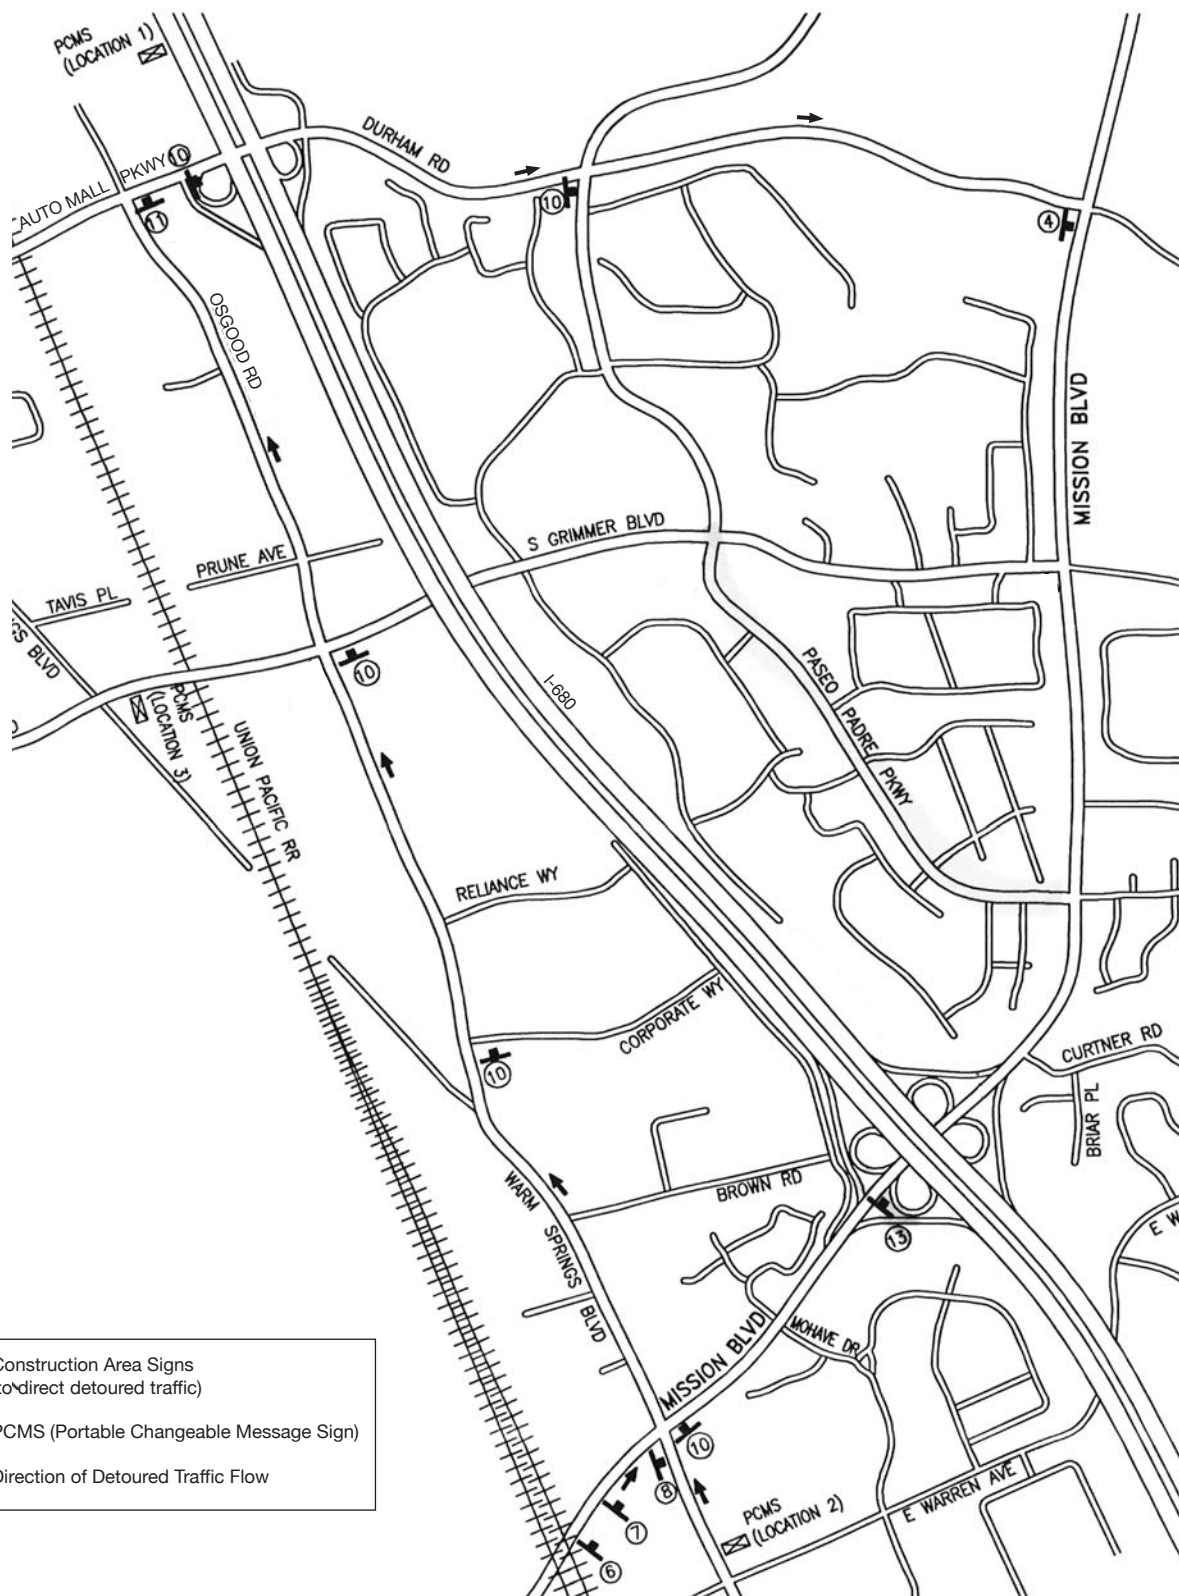 PCMS
(LOCATION 1)
DURHAM RD
10
AUTO MALL PKWY
11
10
4
OSGOOD RD
MISSION BLVD
S GRIMMER BLVD
PRUNE AVE
TAVIS PL
GS BLVD
10
PCMS
(LOCATION 3)
I-680
PASEO PADRE PKWY
UNION PACIFIC RR
RELIANCE WY
CORPORATE WY
CURTNER RD
10
BRIAR PL
WARM SPRINGS BLVD
BROWN RD
13
E W
MISSION BLVD
MOHAVE DR
Construction Area Signs
to direct detoured traffic)
PCMS (Portable Changeable Message Sign)
Direction of Detoured Traffic Flow
10
8
7
6
PCMS
(LOCATION 2)
E WARREN AVE